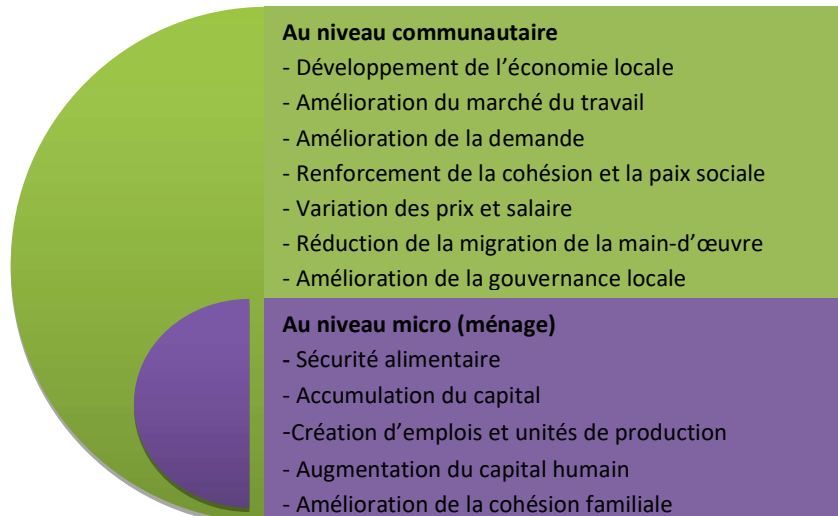 Au niveau communautaire
- Développement de l’économie locale
- Amélioration du marché du travail
- Amélioration de la demande
- Renforcement de la cohésion et la paix sociale
- Variation des prix et salaire
- Réduction de la migration de la main-d’œuvre
- Amélioration de la gouvernance locale
Au niveau micro (ménage)
- Sécurité alimentaire
- Accumulation du capital
-Création d’emplois et unités de production
- Augmentation du capital humain
- Amélioration de la cohésion familiale